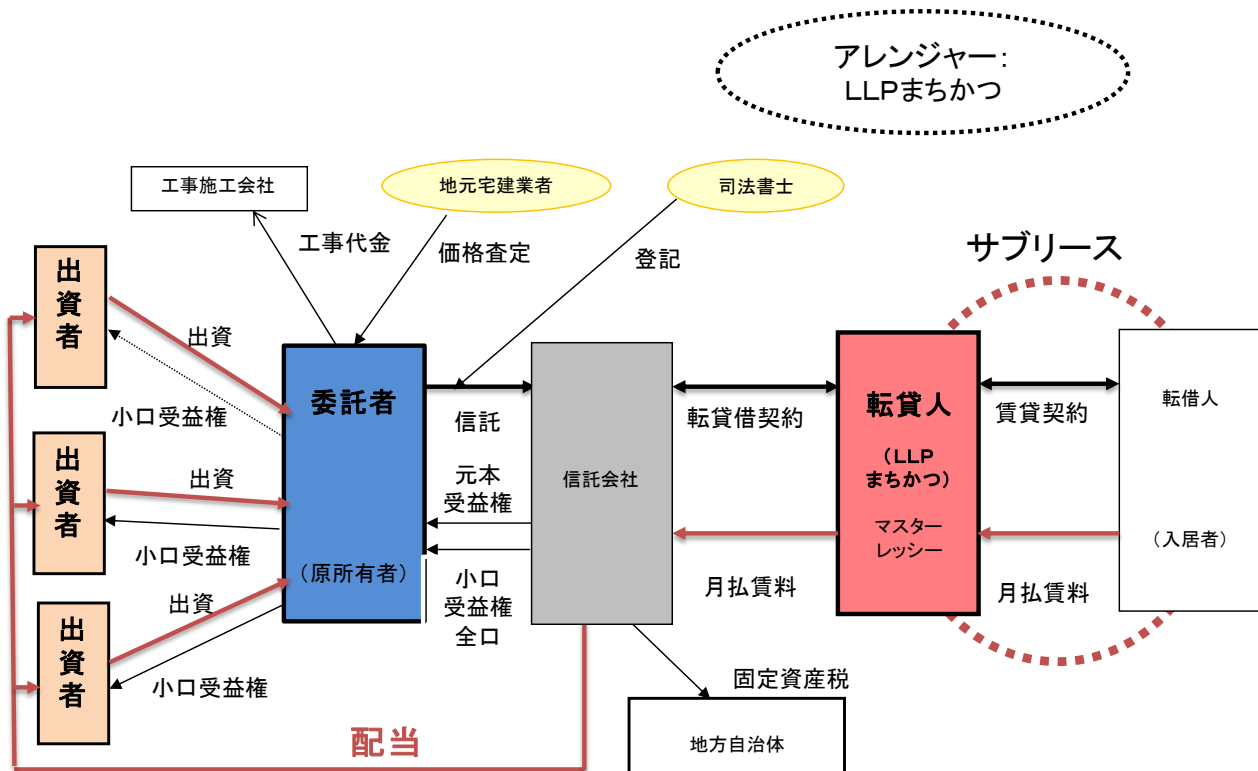 アレンジャー：
ＬＬＰまちかつ
工事施工会社
地元宅建業者
司法書士
工事代金
価格査定
登記
サブリース
出資者
出資
小口受益権
出資者
出資
小口受益権
出資者
出資
小口受益権
委託者
（原所有者）
信託
元本
受益権
小口
受益権
全口
信託会社
転貸借契約
月払賃料
転貸人
（ＬＬＰ
まちかつ）
マスター
レッシー
賃貸契約
月払賃料
転借人
（入居者）
固定資産税
地方自治体
配当